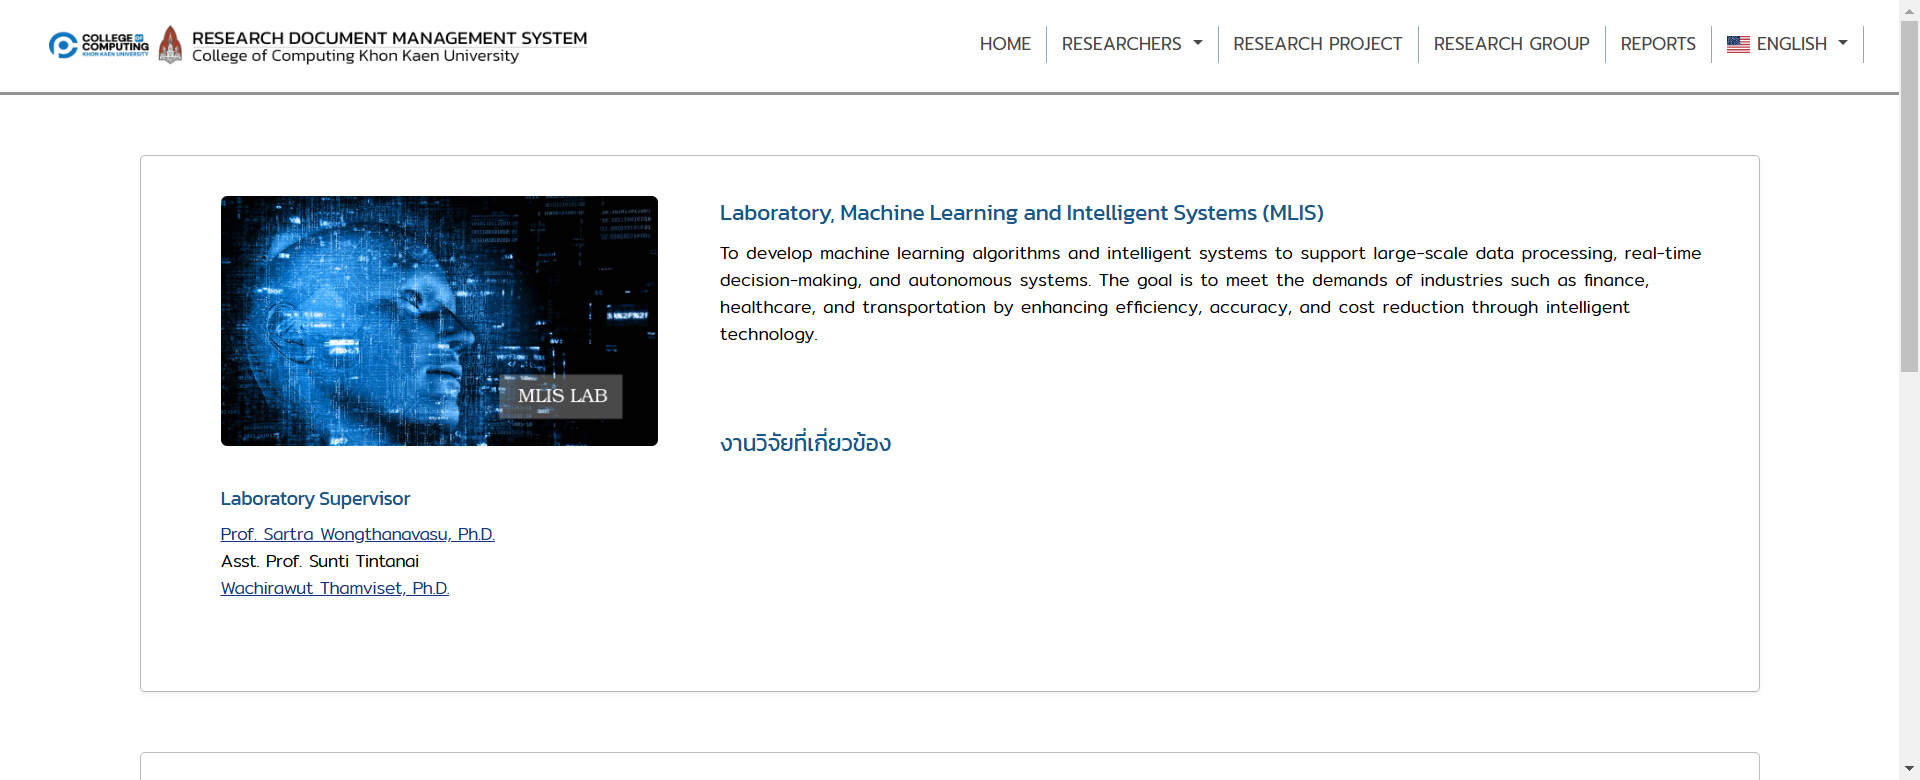 COLLEGE OF
COMPUTING
KHON KAEN UNIVERSITY
RESEARCH DOCUMENT MANAGEMENT SYSTEM
College of Computing Khon Kaen University
HOME
RESEARCHERS
RESEARCH PROJECT
RESEARCH GROUP
REPORTS
ENGLISH
MLIS LAB
Laboratory Supervisor
Prof. Sartra Wongthanavasu, Ph.D.
Asst. Prof. Sunti Tintanai
Wachirawut Thamviset, Ph.D.
Laboratory, Machine Learning and Intelligent Systems (MLIS)
To develop machine learning algorithms and intelligent systems to support large-scale data processing, real-time
decision-making, and autonomous systems. The goal is to meet the demands of industries such as finance,
healthcare, and transportation by enhancing efficiency, accuracy, and cost reduction through intelligent
technology.
งานวิจัยที่เกี่ยวข้อง